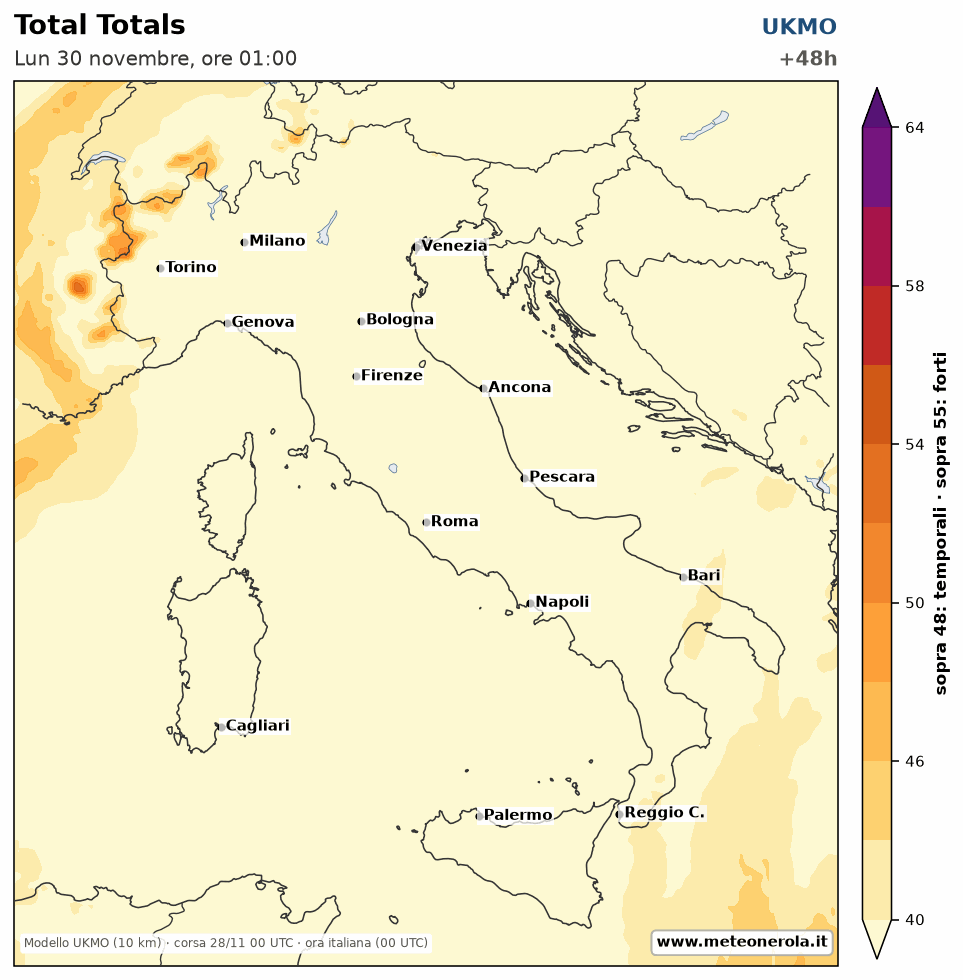 Total Totals
UKMO
Lun 30 novembre, ore 01:00
+48h
64
58
54
50
46
40
sopra 48: temporali · sopra 55: forti
Milano
Venezia
Torino
Genova
Bologna
Firenze
Ancona
Pescara
Roma
Bari
Napoli
Cagliari
Palermo
Reggio C.
Modello UKMO (10 km) · corsa 28/11 00 UTC · ora italiana (00 UTC)
www.meteonerola.it